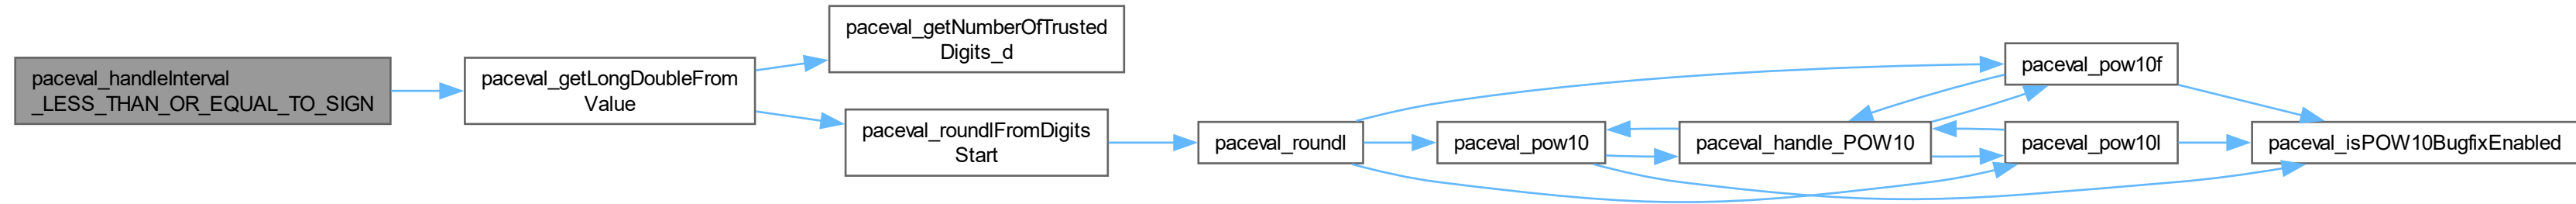 paceval_handleInterval
_LESS_THAN_OR_EQUAL_TO_SIGN
paceval_getLongDoubleFrom
Value
paceval_getNumberOfTrusted
Digits_d
paceval_roundlFromDigits
Start
paceval_roundl
paceval_pow10
paceval_handle_POW10
paceval_pow10f
paceval_pow10l
paceval_isPOW10BugfixEnabled